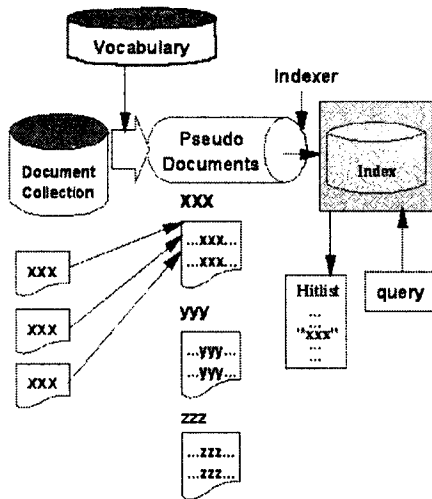 Vocabulary
Indexer
Document
Collection
Pseudo
Documents
Index
xxx
...xxx...
...xxx...
xxx
xxx
xxx
yyy
...yyy...
...yyy...
zzz
...zzz...
...zzz...
Hitlist
...
...
"xxx"
...
...
query